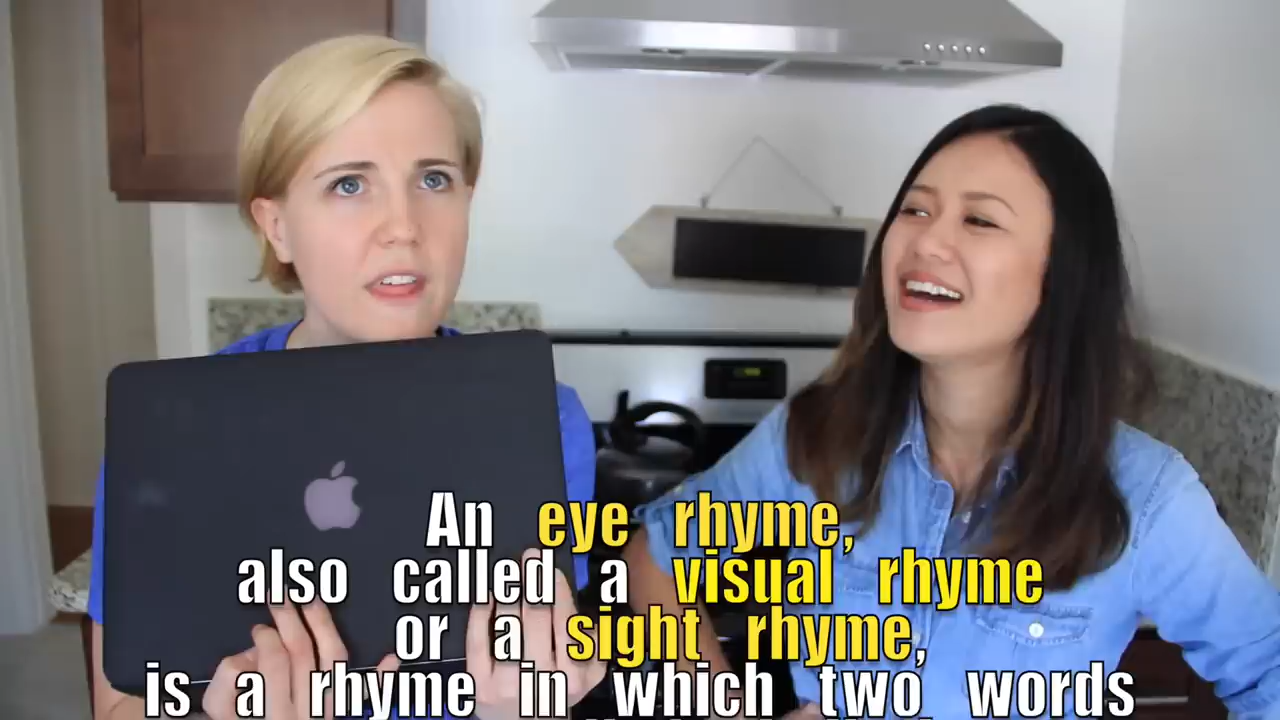 An eye rhyme,
also called a visual rhyme
or a sight rhyme,
is a rhyme in which two words